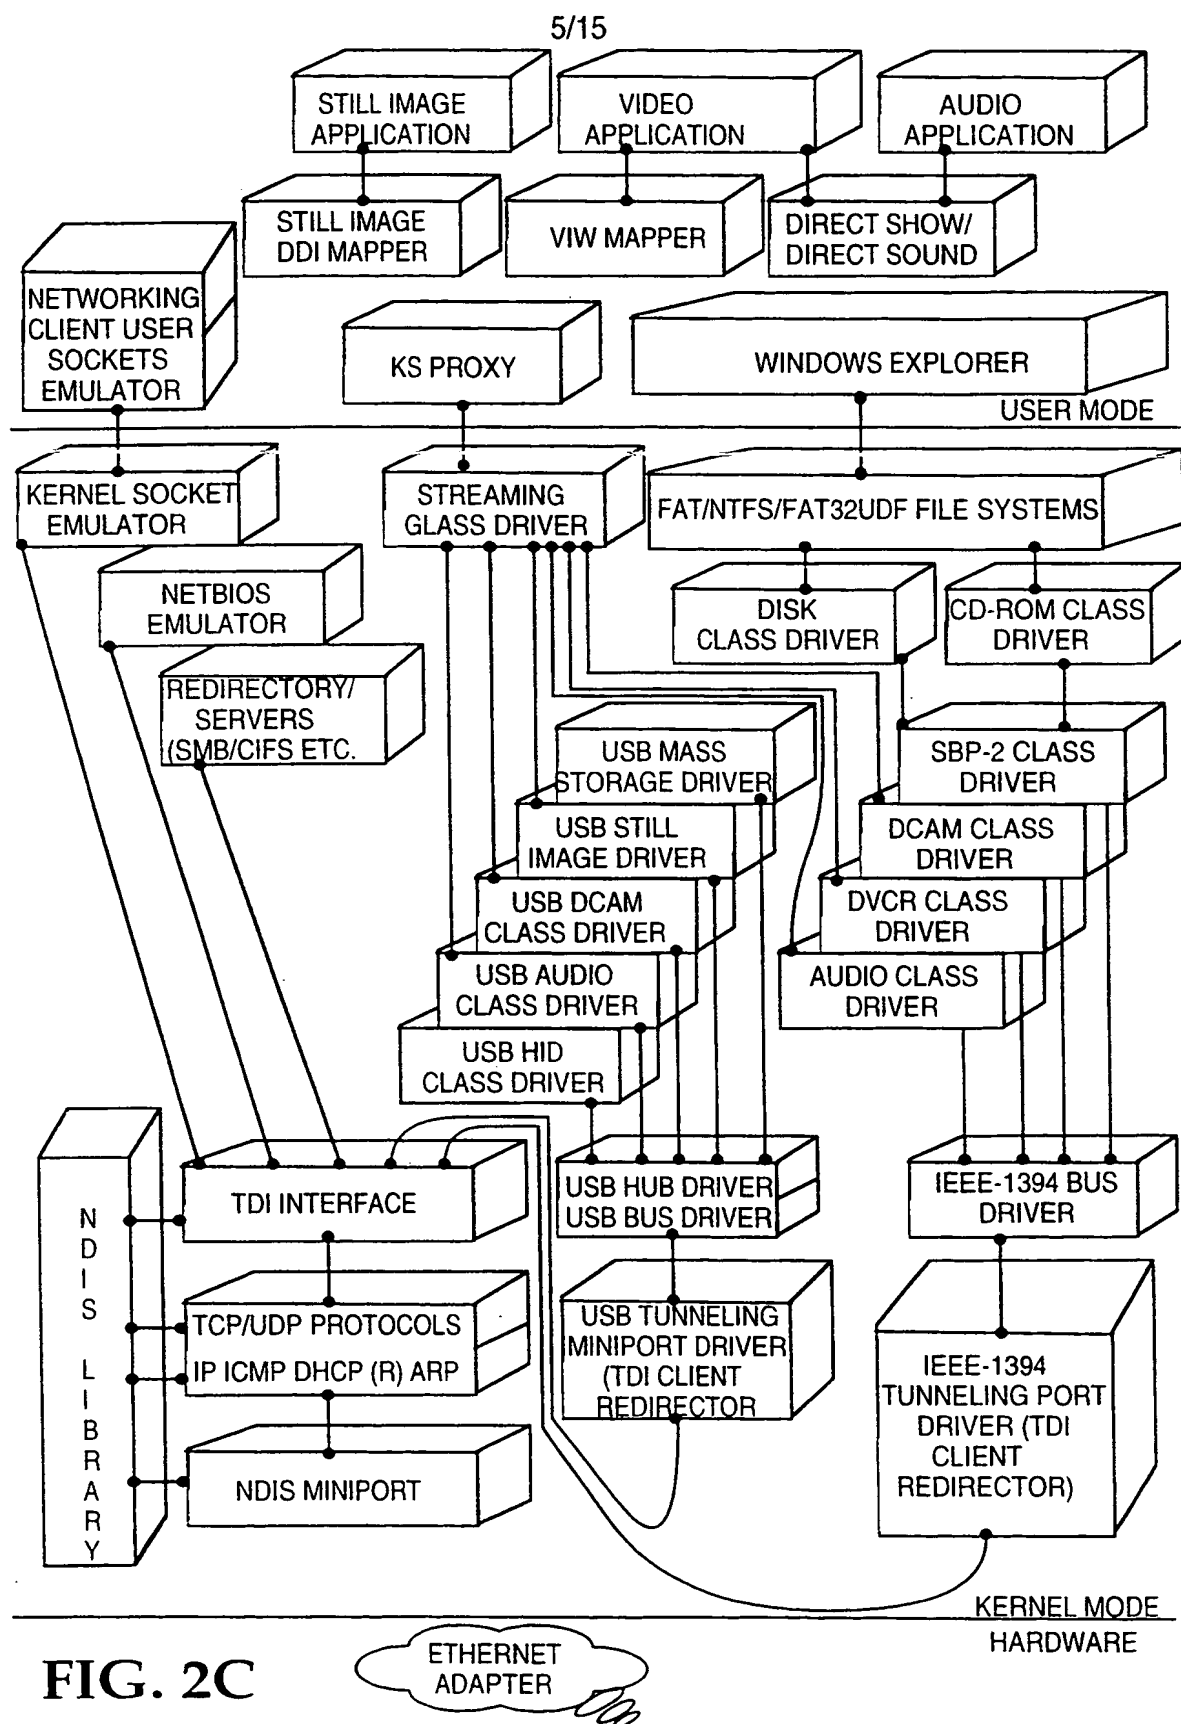 5/15
STILL IMAGE
APPLICATION
VIDEO
APPLICATION
AUDIO
APPLICATION
STILL IMAGE
DDI MAPPER
VIW MAPPER
DIRECT SHOW/
DIRECT SOUND
NETWORKING
CLIENT USER
SOCKETS
EMULATOR
KS PROXY
WINDOWS EXPLORER
USER MODE
KERNEL SOCKET
EMULATOR
STREAMING
GLASS DRIVER
FAT/NTFS/FAT32UDF FILE SYSTEMS
NETBIOS
EMULATOR
DISK
CLASS DRIVER
CD-ROM CLASS
DRIVER
REDIRECTORY/
SERVERS
(SMB/CIFS ETC.
USB MASS
STORAGE DRIVER
SBP-2 CLASS
DRIVER
USB STILL
IMAGE DRIVER
DCAM CLASS
DRIVER
USB DCAM
CLASS DRIVER
DVCR CLASS
DRIVER
USB AUDIO
CLASS DRIVER
AUDIO CLASS
DRIVER
USB HID
CLASS DRIVER
NDIS LIBRARY
TDI INTERFACE
USB HUB DRIVER
USB BUS DRIVER
IEEE-1394 BUS
DRIVER
TCP/UDP PROTOCOLS
IP ICMP DHCP (R) ARP
USB TUNNELING
MINIPORT DRIVER
(TDI CLIENT
REDIRECTOR
IEEE-1394
TUNNELING PORT
DRIVER (TDI
CLIENT
REDIRECTOR)
NDIS MINIPORT
KERNEL MODE
HARDWARE
ETHERNET
ADAPTER
FIG. 2C